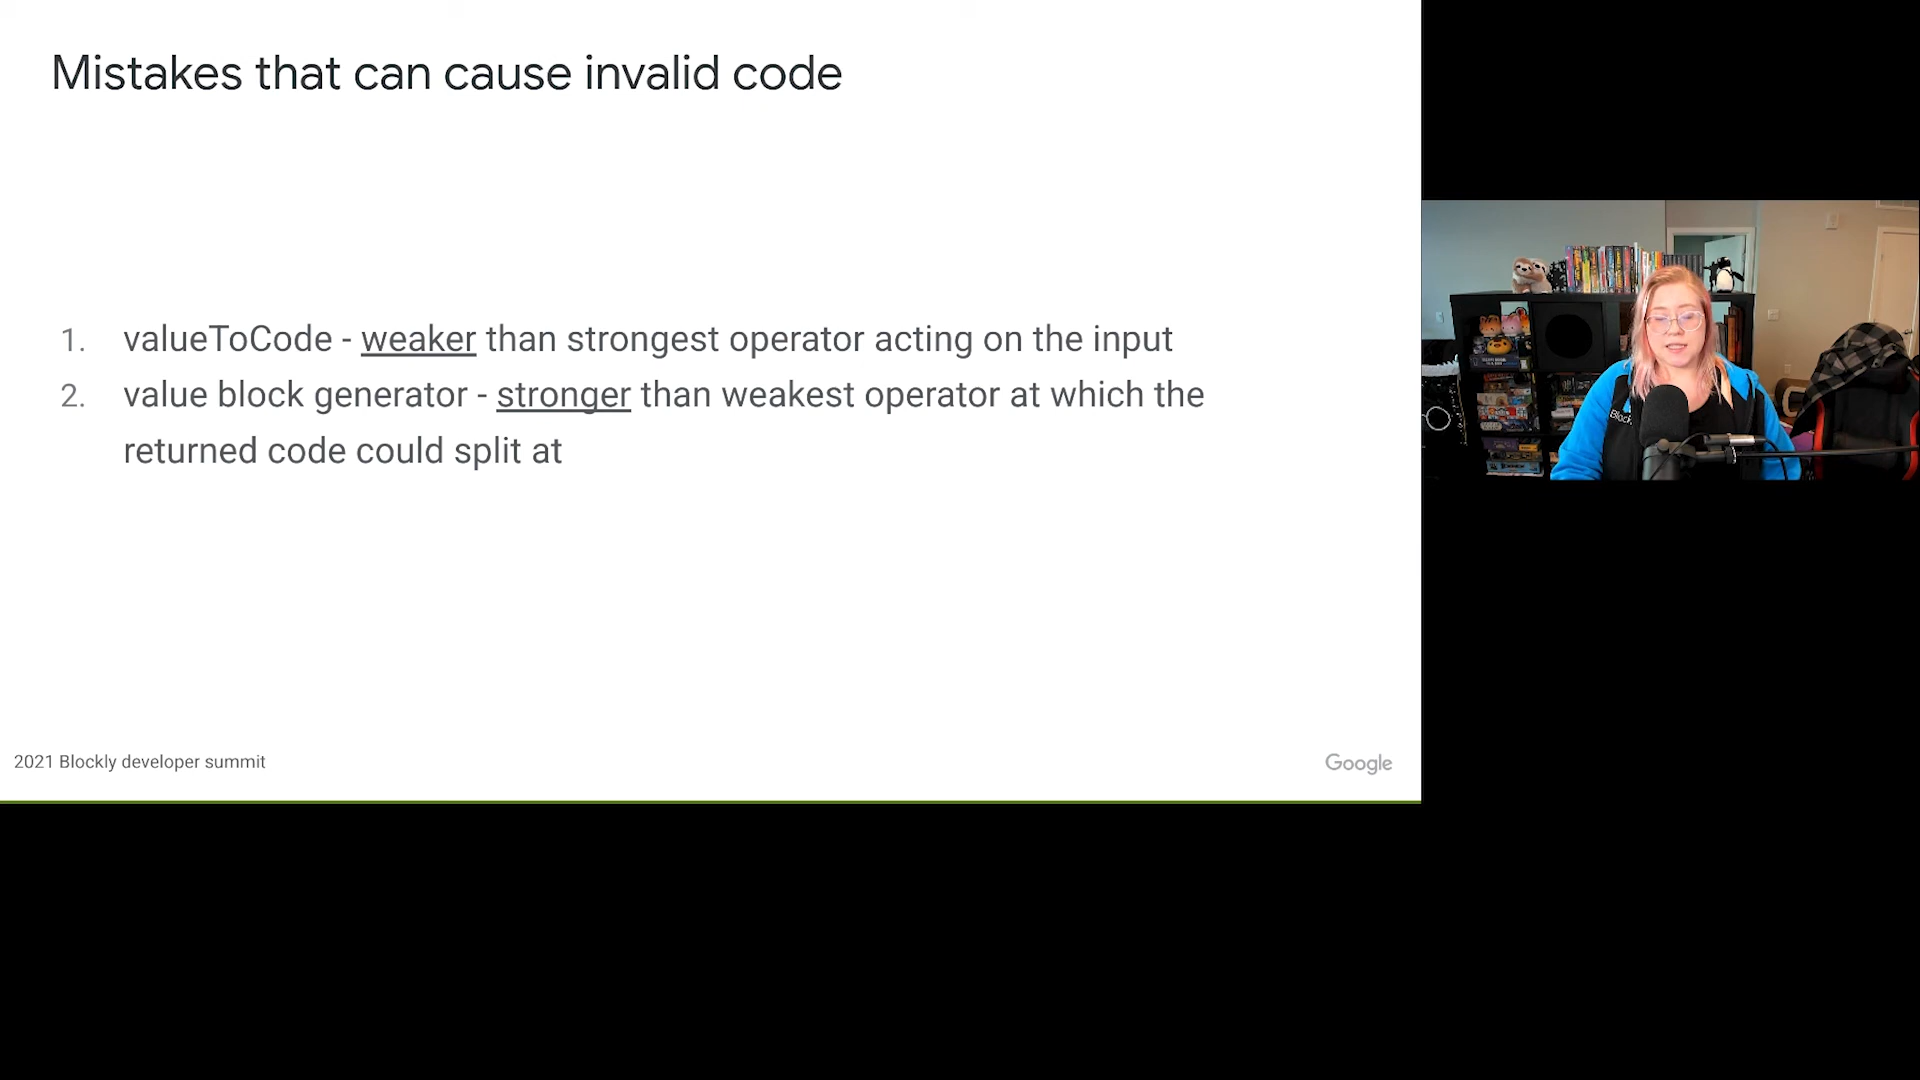 Mistakes that can cause invalid code
1. valueToCode - weaker than strongest operator acting on the input
2. value block generator - stronger than weakest operator at which the
returned code could split at
2021 Blockly developer summit
Google